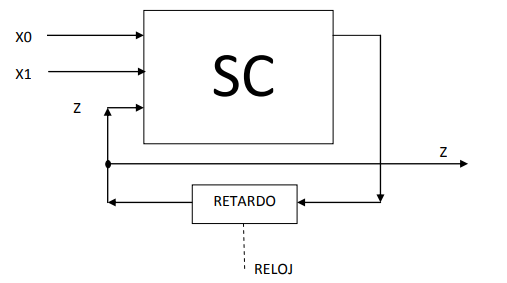 X0
X1
SC
Z
Z
RETARDO
RELOJ